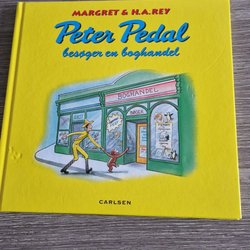 MARGRET & H.A.REY
Peter Pedal
besøger en boghandel
BOGHANDEL
CARLSEN